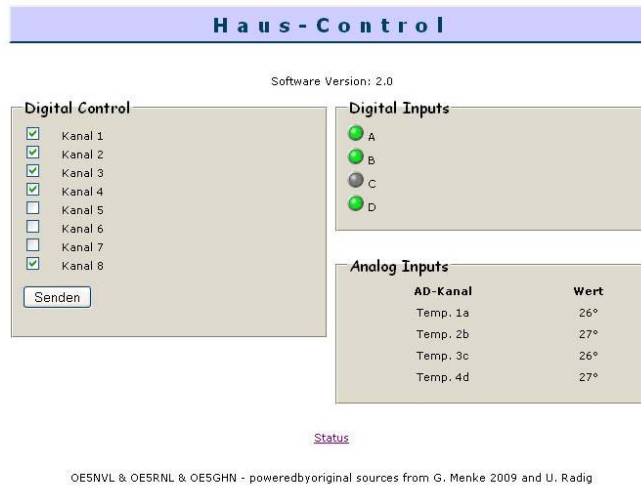 Haus-Control
Software Version: 2.0
Digital Control
Kanal 1
Kanal 2
Kanal 3
Kanal 4
Kanal 5
Kanal 6
Kanal 7
Kanal 8
Senden
Digital Inputs
A
B
C
D
Analog Inputs
AD-Kanal Wert
Temp. 1a 26°
Temp. 2b 27°
Temp. 3c 26°
Temp. 4d 27°
Status
OE5NVL & OE5RNL & OE5GHN - poweredbyoriginal sources from G. Menke 2009 and U. Radig